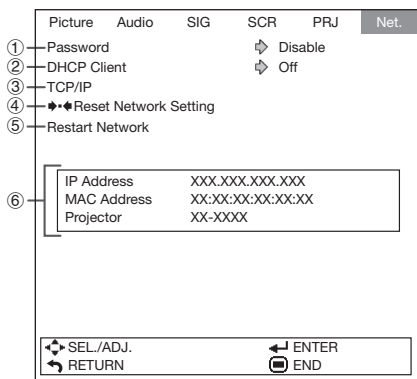 Picture Audio SIG SCR PRJ Net.
① Password Disable
② DHCP Client Off
③ TCP/IP
④ Reset Network Setting
⑤ Restart Network
⑥
IP Address XXX.XXX.XXX.XXX
MAC Address XX:XX:XX:XX:XX:XX
Projector XX-XXXX
SEL./ADJ. ENTER
RETURN END